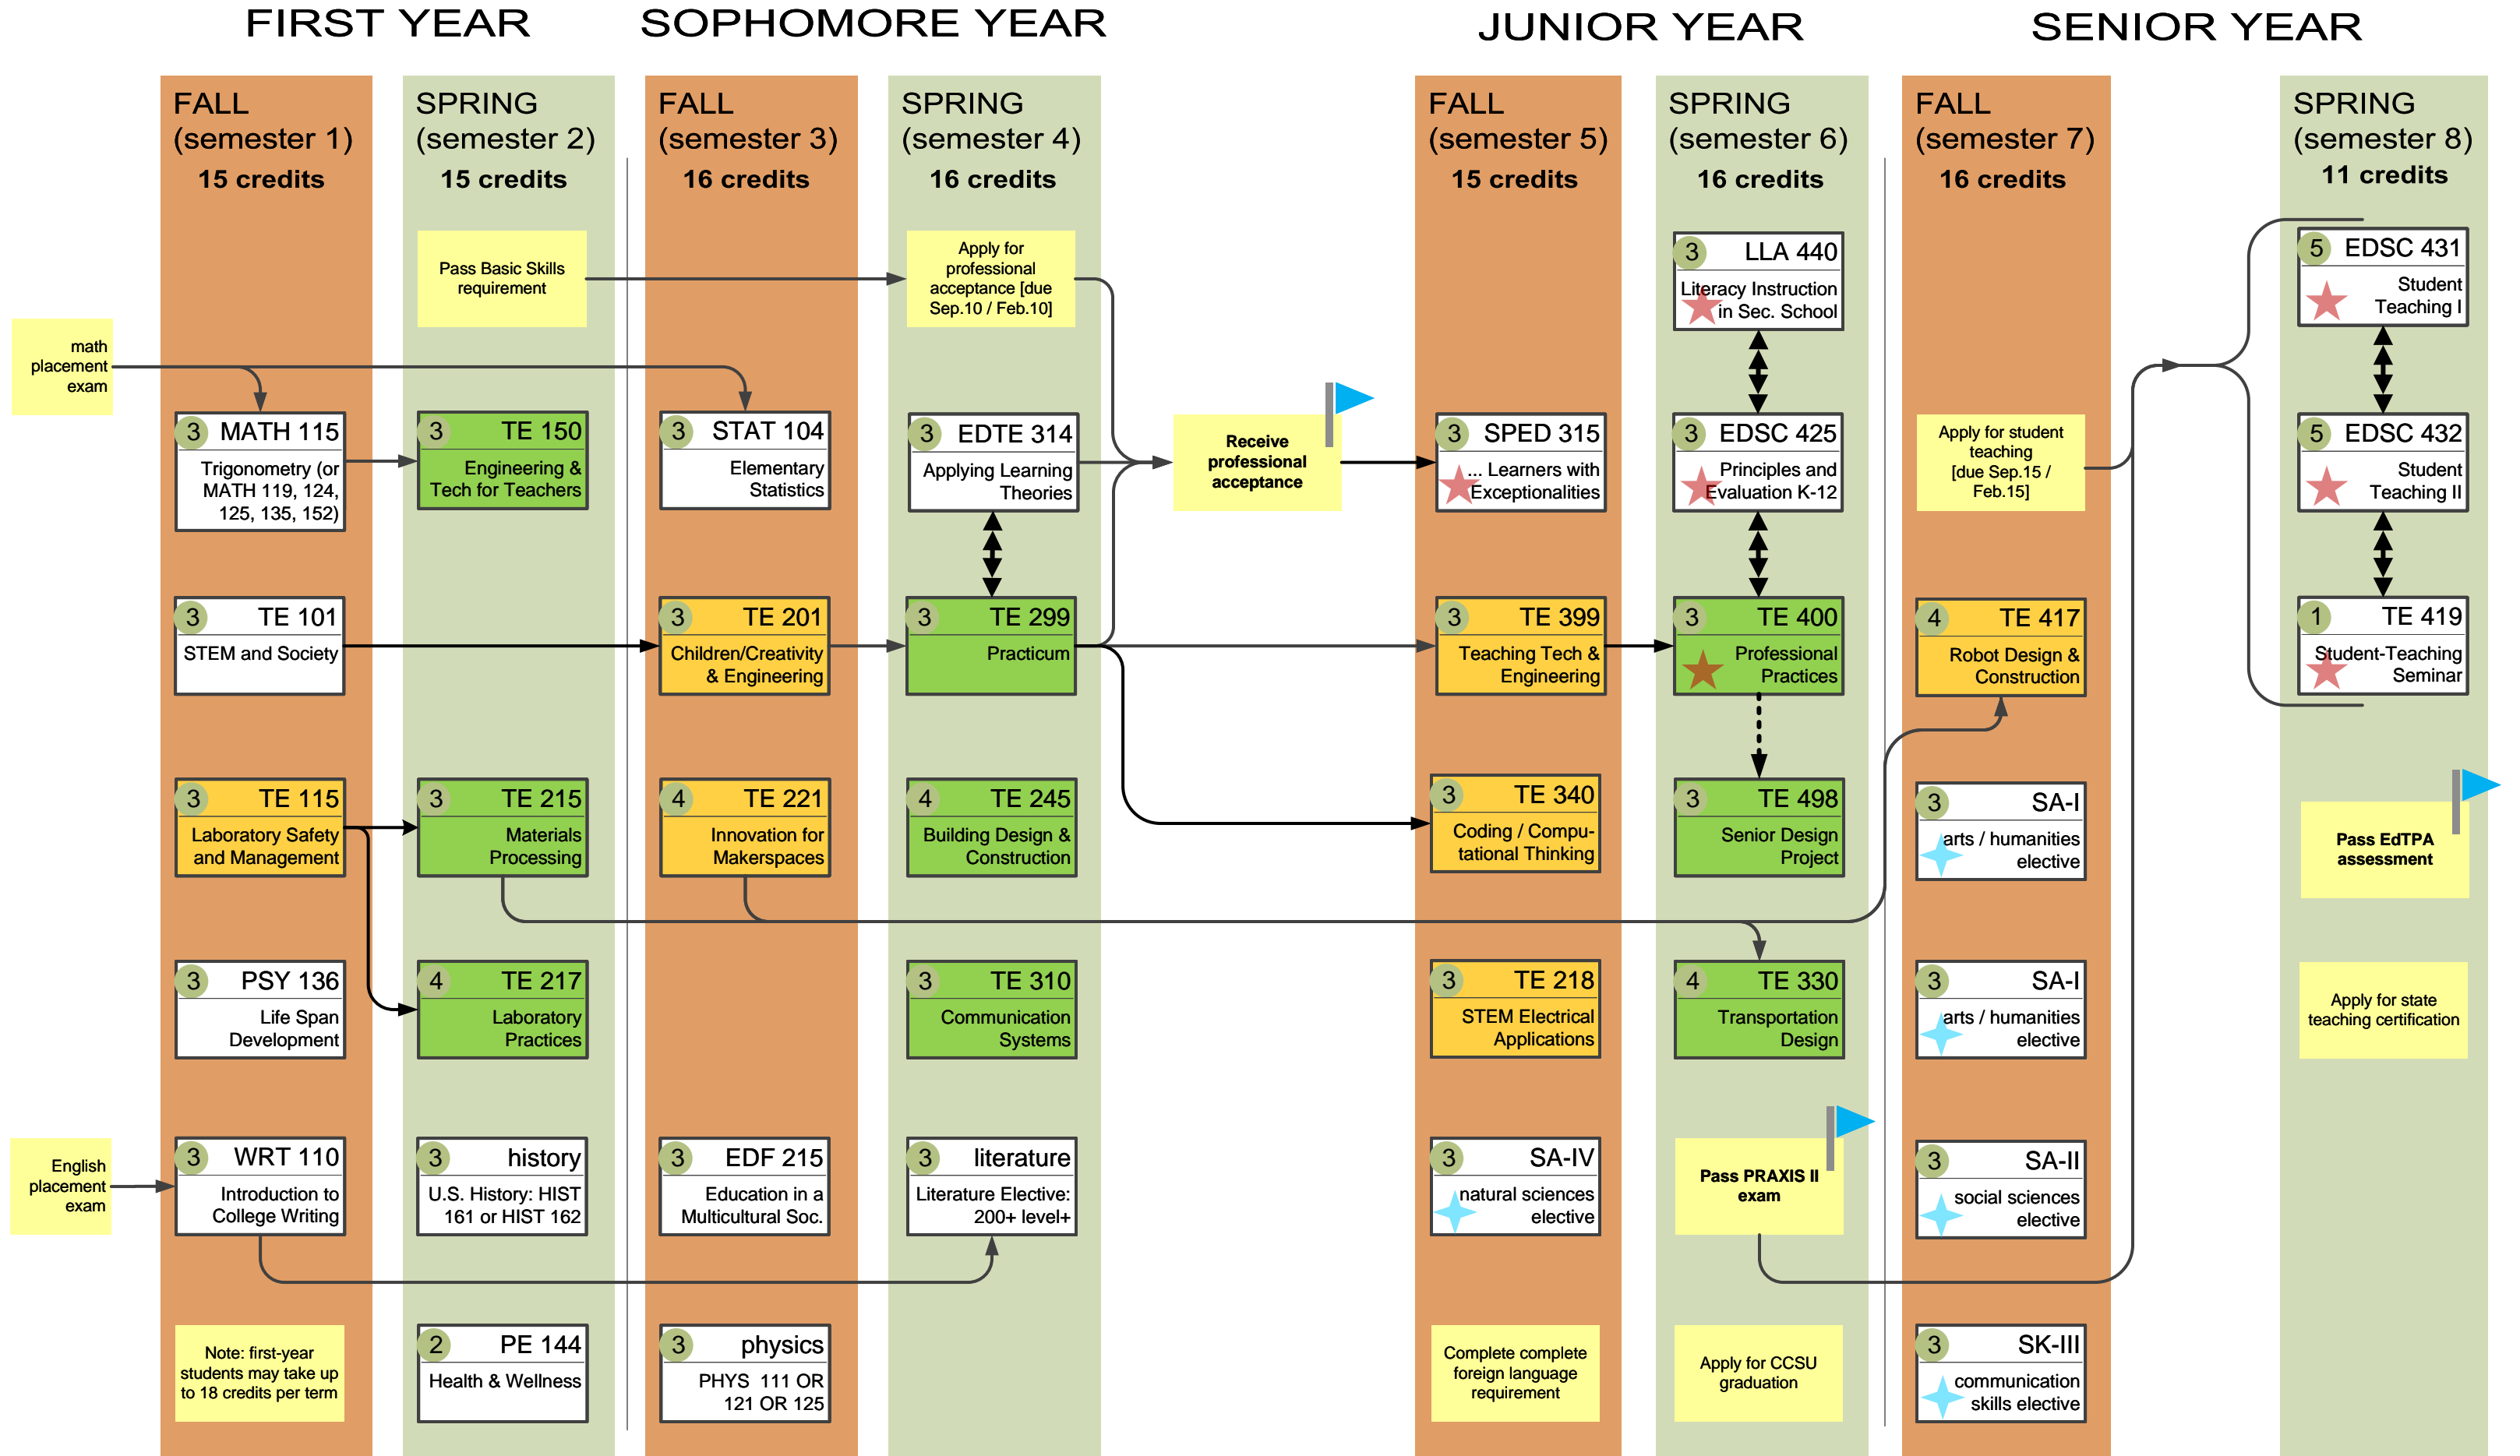 FIRST YEAR
SOPHOMORE YEAR
JUNIOR YEAR
SENIOR YEAR
FALL
(semester 1)
15 credits
SPRING
(semester 2)
15 credits
FALL
(semester 3)
16 credits
SPRING
(semester 4)
16 credits
FALL
(semester 5)
15 credits
SPRING
(semester 6)
16 credits
FALL
(semester 7)
16 credits
SPRING
(semester 8)
11 credits
math
placement
exam
English
placement
exam
3 MATH 115
Trigonometry (or
MATH 119, 124,
125, 135, 152)
3 TE 101
STEM and Society
3 TE 115
Laboratory Safety
and Management
3 PSY 136
Life Span
Development
3 WRT 110
Introduction to
College Writing
Note: first-year
students may take up
to 18 credits per term
Pass Basic Skills
requirement
3 TE 150
Engineering &
Tech for Teachers
3 TE 215
Materials
Processing
4 TE 217
Laboratory
Practices
3 history
U.S. History: HIST
161 or HIST 162
2 PE 144
Health & Wellness
3 STAT 104
Elementary
Statistics
3 TE 201
Children/Creativity
& Engineering
4 TE 221
Innovation for
Makerspaces
3 EDF 215
Education in a
Multicultural Soc.
3 physics
PHYS 111 OR
121 OR 125
Apply for
professional
acceptance [due
Sep.10 / Feb.10]
3 EDTE 314
Applying Learning
Theories
3 TE 299
Practicum
4 TE 245
Building Design &
Construction
3 TE 310
Communication
Systems
3 literature
Literature Elective:
200+ level+
Receive
professional
acceptance
3 SPED 315
... Learners with
Exceptionalities
3 TE 399
Teaching Tech &
Engineering
3 TE 340
Coding / Compu-
tational Thinking
3 TE 218
STEM Electrical
Applications
3 SA-IV
natural sciences
elective
Complete complete
foreign language
requirement
3 LLA 440
Literacy Instruction
in Sec. School
3 EDSC 425
Principles and
Evaluation K-12
3 TE 400
Professional
Practices
3 TE 498
Senior Design
Project
4 TE 330
Transportation
Design
Pass PRAXIS II
exam
Apply for CCSU
graduation
Apply for student
teaching
[due Sep.15 /
Feb.15]
4 TE 417
Robot Design &
Construction
3 SA-I
arts / humanities
elective
3 SA-I
arts / humanities
elective
3 SA-II
social sciences
elective
3 SK-III
communication
skills elective
5 EDSC 431
Student
Teaching I
5 EDSC 432
Student
Teaching II
1 TE 419
Student-Teaching
Seminar
Pass EdTPA
assessment
Apply for state
teaching certification